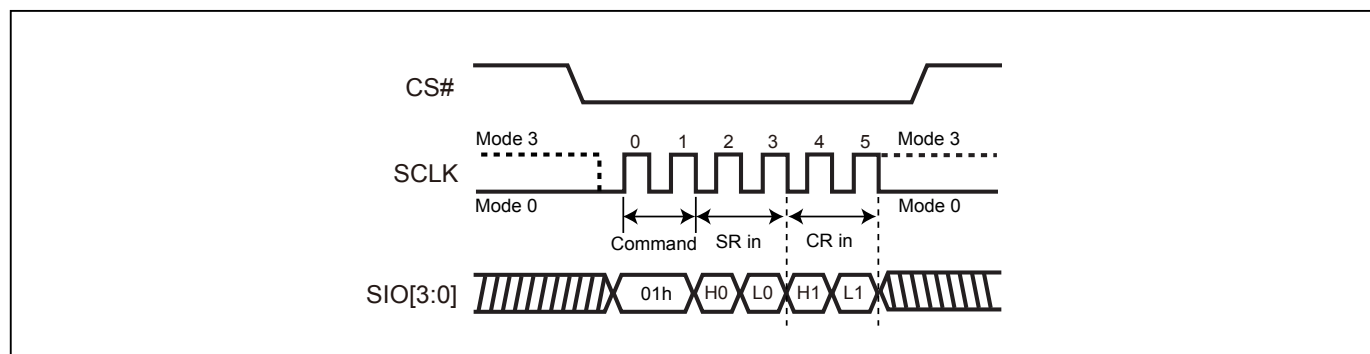 CS#
Mode 3 0 1 2 3 4 5 Mode 3
SCLK
Mode 0 Mode 0
Command SR in CR in
SIO[3:0] 01h H0 L0 H1 L1